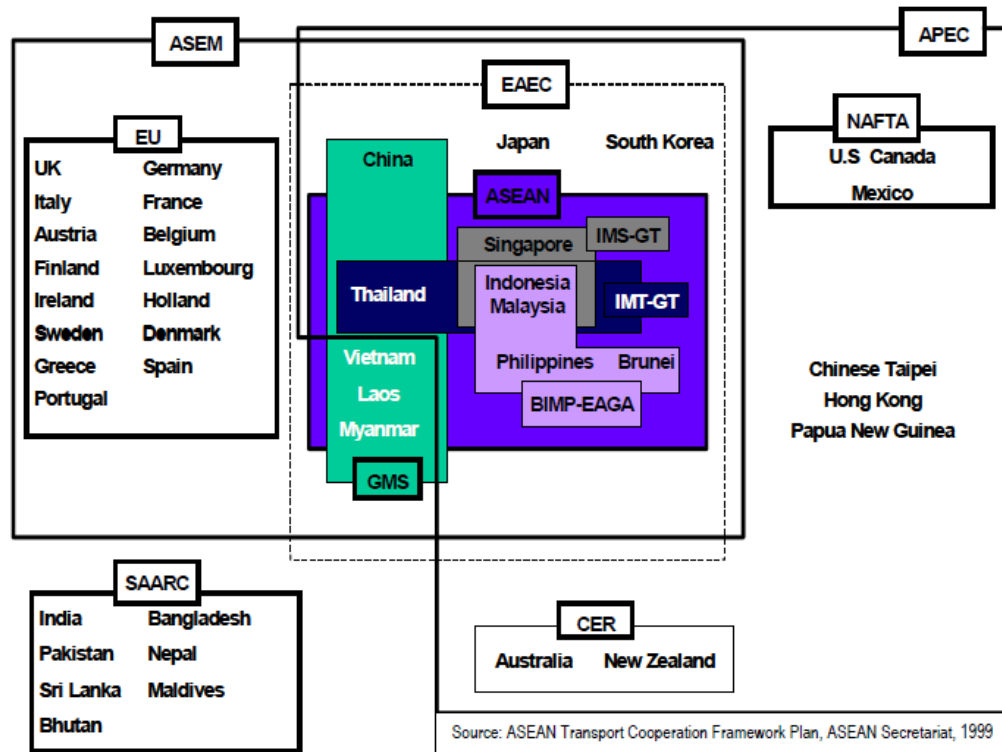 ASEM
APEC
EAEC
EU
UK Germany
Italy France
Austria Belgium
Finland Luxembourg
Ireland Holland
Sweden Denmark
Greece Spain
Portugal
Japan South Korea
China
ASEAN
Singapore IMS-GT
Thailand
Indonesia
Malaysia
IMT-GT
Vietnam
Laos
Myanmar
Philippines Brunei
BIMP-EAGA
GMS
NAFTA
U.S Canada
Mexico
Chinese Taipei
Hong Kong
Papua New Guinea
SAARC
India Bangladesh
Pakistan Nepal
Sri Lanka Maldives
Bhutan
CER
Australia New Zealand
Source: ASEAN Transport Cooperation Framework Plan, ASEAN Secretariat, 1999